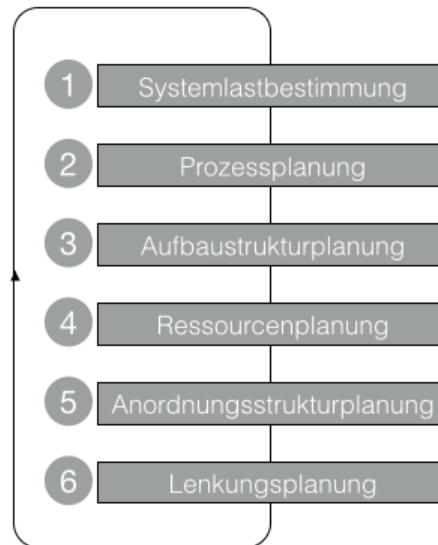 1 Systemlastbestimmung
2 Prozessplanung
3 Aufbaustrukturplanung
4 Ressourcenplanung
5 Anordnungsstrukturplanung
6 Lenkungsplanung